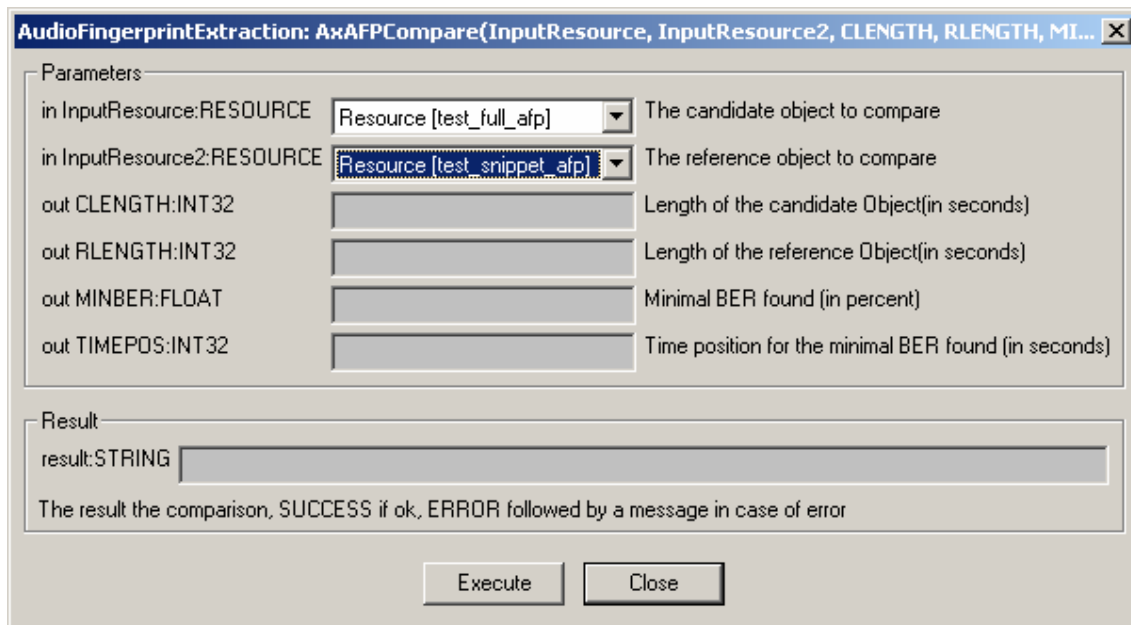 AudioFingerprintExtraction: AxAFPCompare(InputResource, InputResource2, CLENGTH, RLENGTH, MI...
Parameters
in InputResource:RESOURCE Resource [test_full_afp] The candidate object to compare
in InputResource2:RESOURCE Resource [test_snippet_afp] The reference object to compare
out CLENGTH:INT32 Length of the candidate Object(in seconds)
out RLENGTH:INT32 Length of the reference Object(in seconds)
out MINBER:FLOAT Minimal BER found (in percent)
out TIMEPOS:INT32 Time position for the minimal BER found (in seconds)
Result
result:STRING
The result the comparison, SUCCESS if ok, ERROR followed by a message in case of error
Execute Close